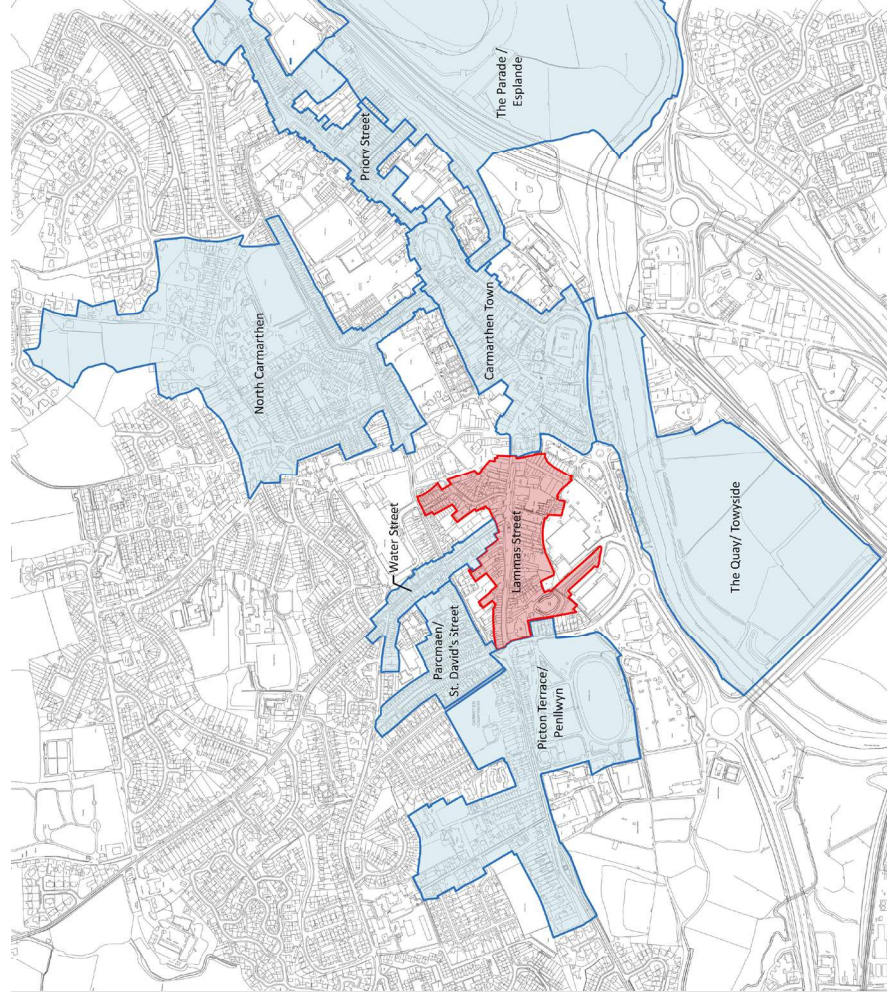 The Parade /
Esplande
Priory Street
North Carmarthen
Carmarthen Town
Water Street
Lammas Street
The Quay/ Towyside
Parcmaen/
St. David's Street
Picton Terrace/
Penllwyn